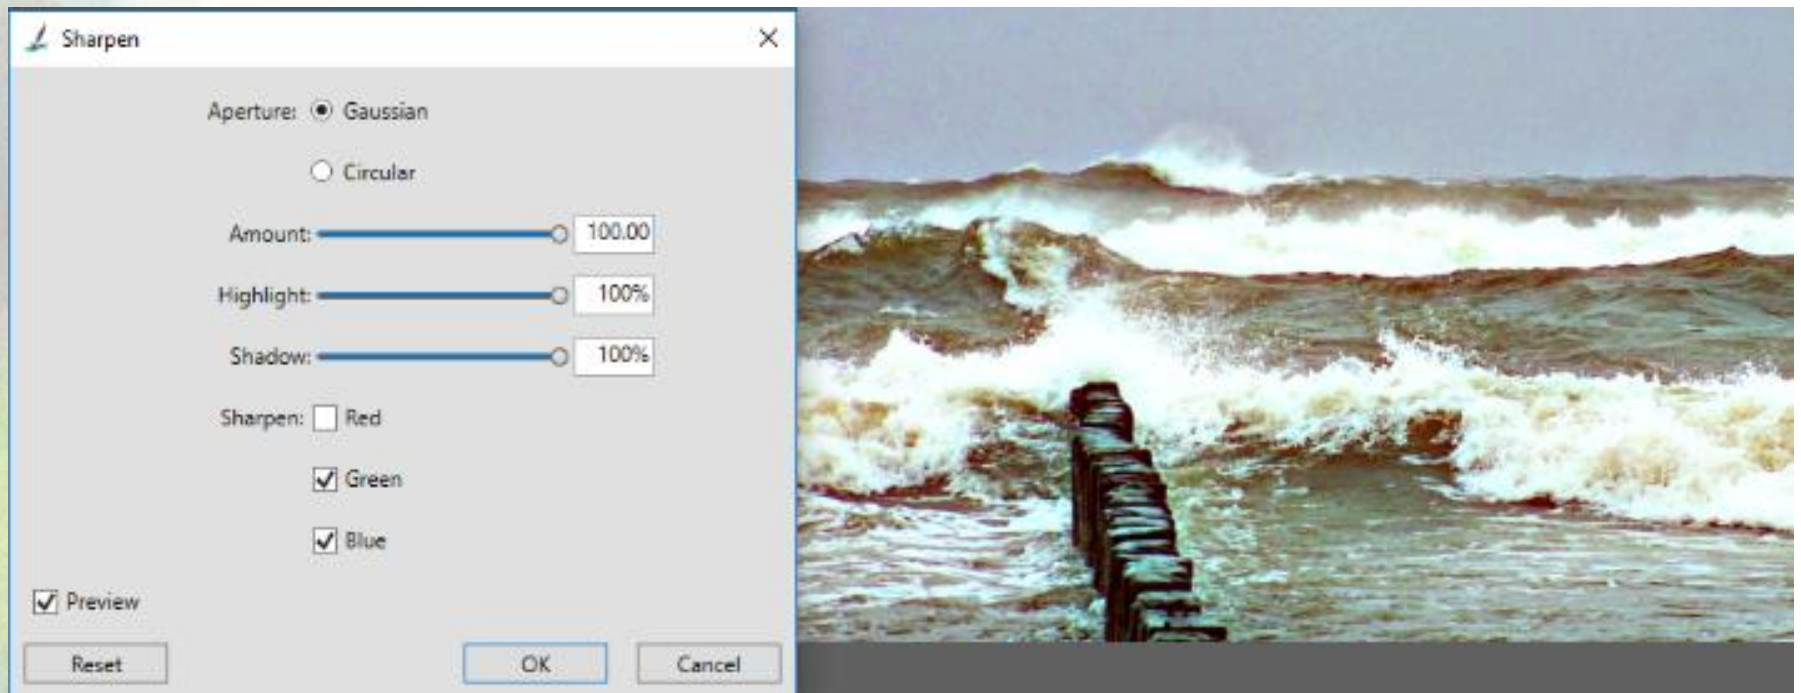 Sharpen
Aperture: Gaussian
Circular
Amount: 100.00
Highlight: 100%
Shadow: 100%
Sharpen: Red
Green
Blue
Preview
Reset OK Cancel